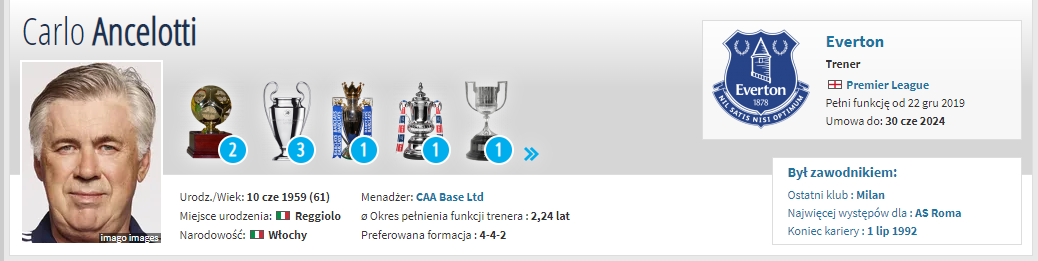 Carlo Ancelotti
imago images
2
3
1
1
1
»
Urodz./Wiek: 10 cze 1959 (61)
Miejsce urodzenia: Reggiolo
Narodowość: Włochy
Menadżer: CAA Base Ltd
ø Okres pełnienia funkcji trenera : 2,24 lat
Preferowana formacja : 4-4-2
Everton
1878
NIL SATIS NISI OPTIMUM
Everton
Trener
Premier League
Pełni funkcję od 22 gru 2019
Umowa do: 30 cze 2024
Był zawodnikiem:
Ostatni klub : Milan
Najwięcej występów dla : AS Roma
Koniec kariery : 1 lip 1992